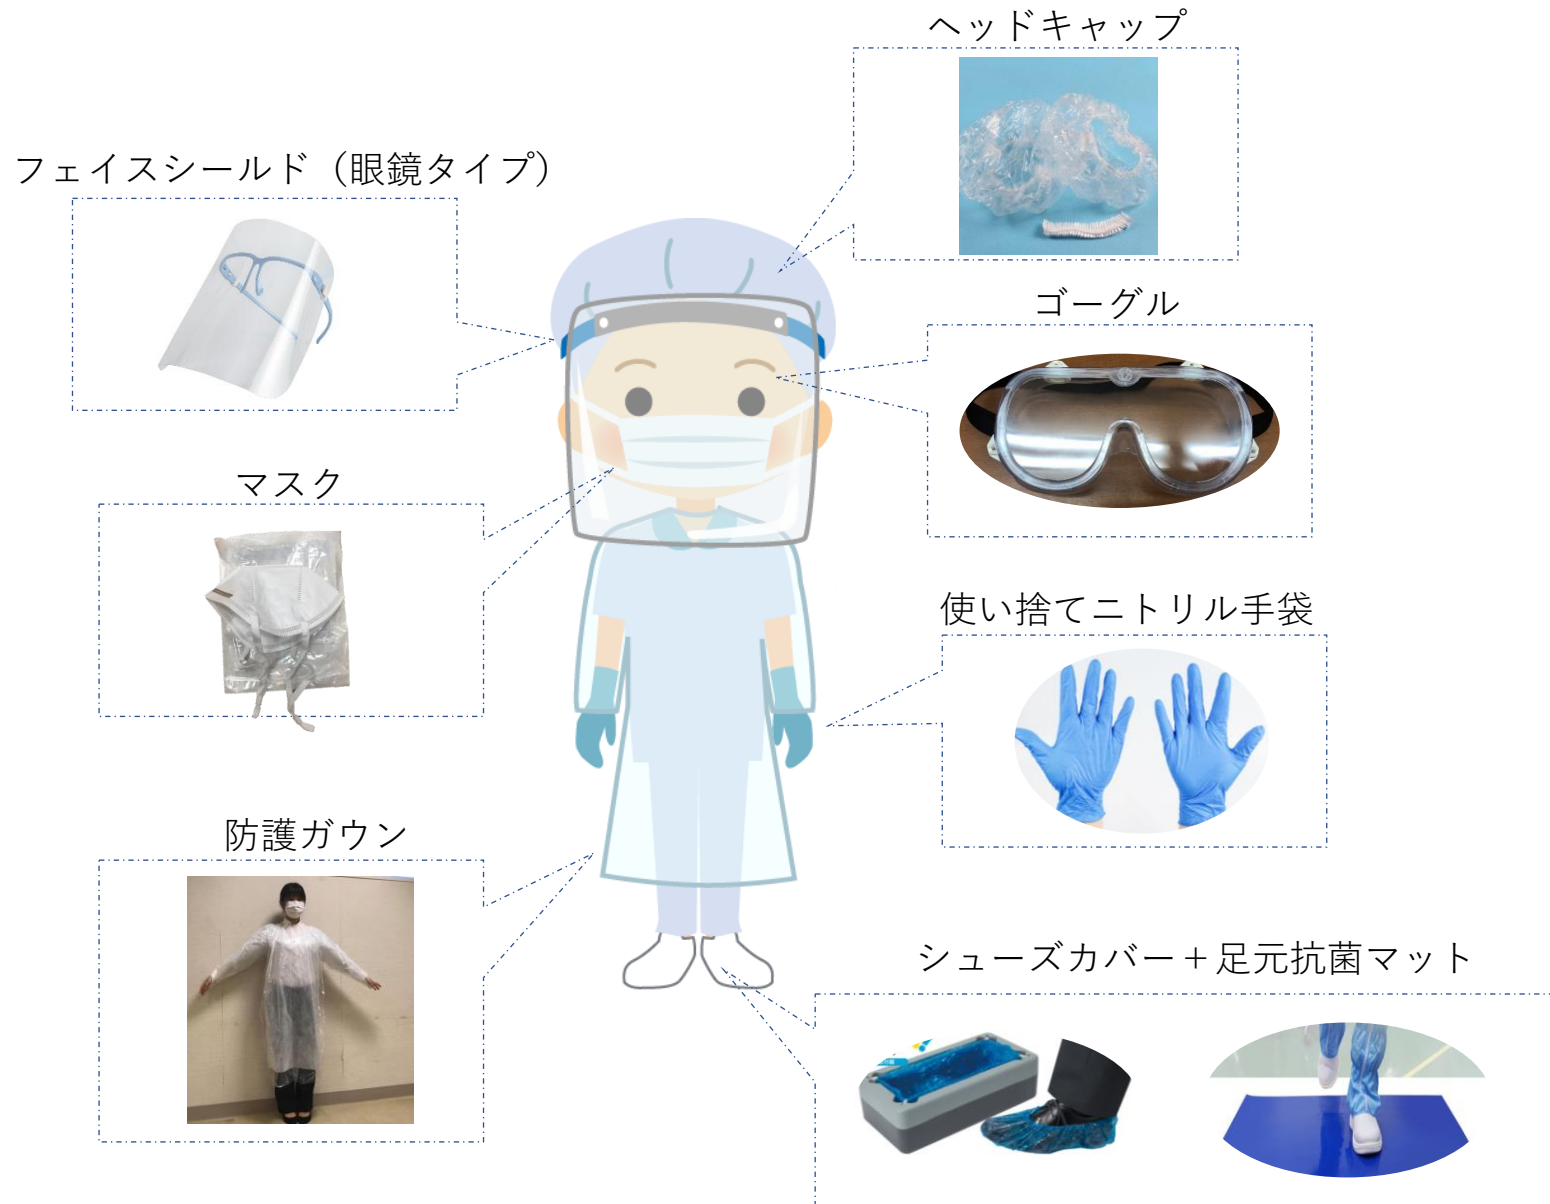 ヘッドキャップ
フェイスシールド（眼鏡タイプ）
ゴーグル
マスク
使い捨てニトリル手袋
防護ガウン
シューズカバー＋足元抗菌マット